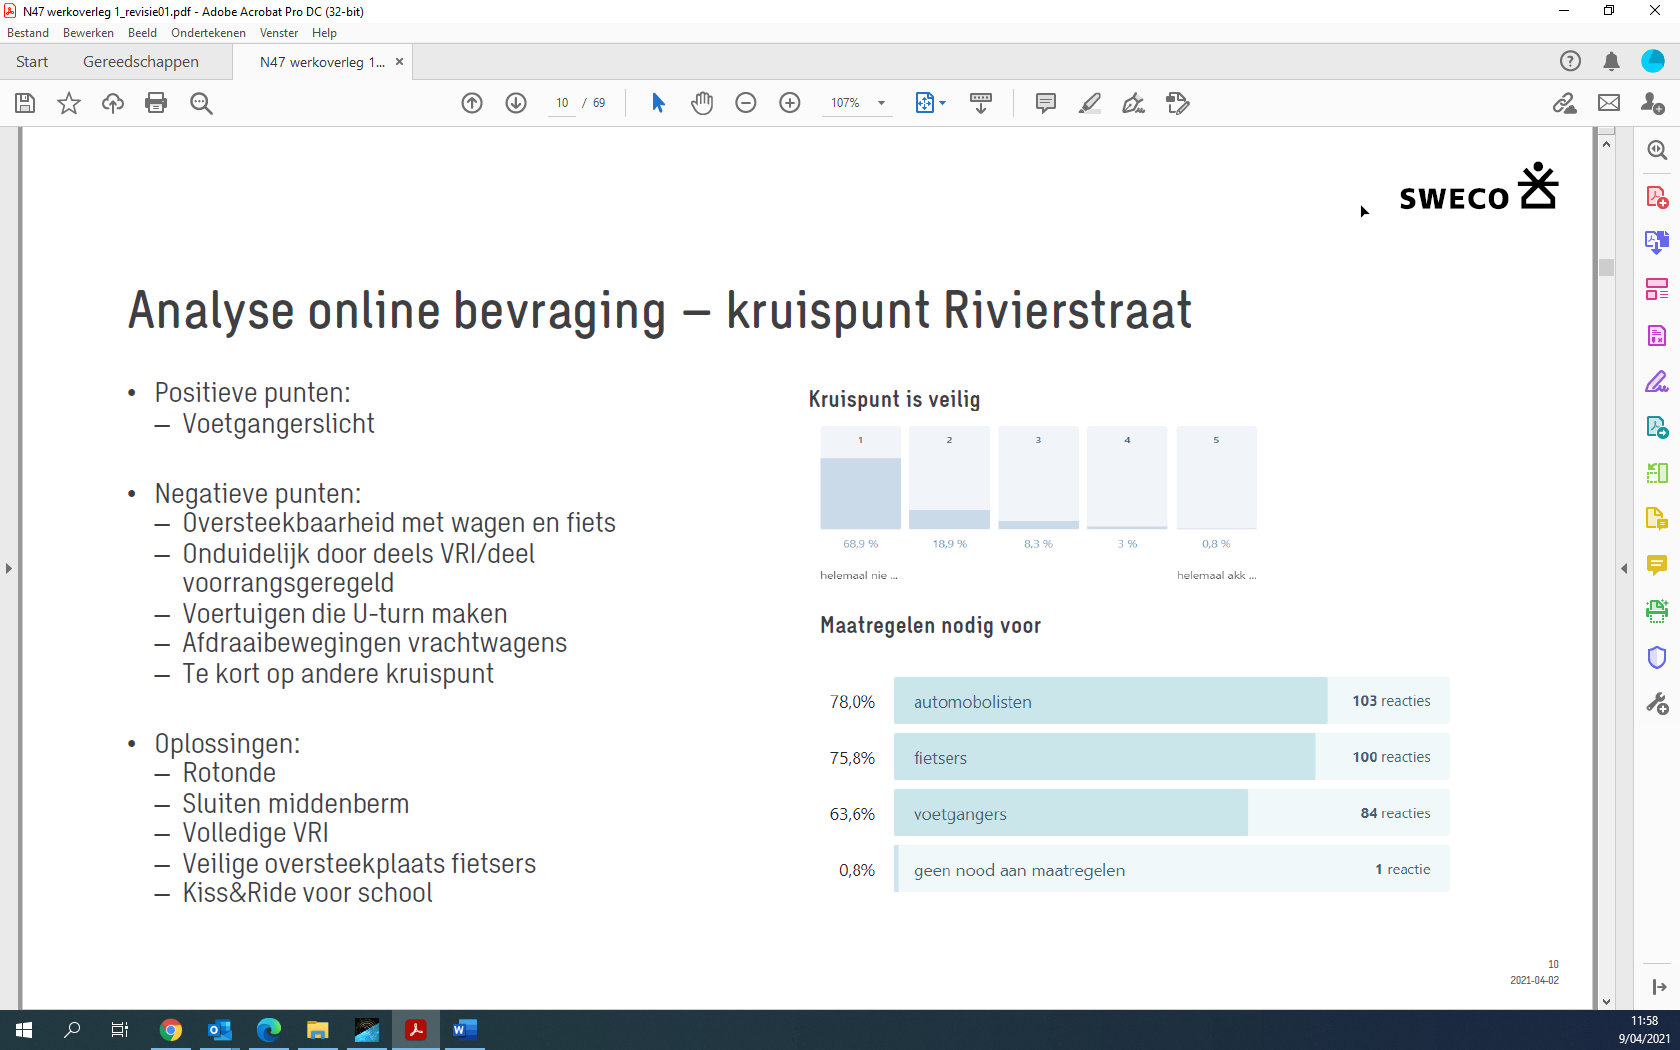 N47 werkoverleg 1_revisie01.pdf - Adobe Acrobat Pro DC (32-bit)
Bestand Bewerken Beeld Ondertekenen Venster Help
Start Gereedschappen N47 werkoverleg 1... ×
10 / 69 107%
SWECO
Analyse online bevraging – kruispunt Rivierstraat
• Positieve punten:
– Voetgangerslicht
• Negatieve punten:
– Oversteekbaarheid met wagen en fiets
– Onduidelijk door deels VRI/deel
voorrangsgeregeld
– Voertuigen die U-turn maken
– Afdraaibewegingen vrachtwagens
– Te kort op andere kruispunt
• Oplossingen:
– Rotonde
– Sluiten middenberm
– Volledige VRI
– Veilige oversteekplaats fietsers
– Kiss&Ride voor school
Kruispunt is veilig
1 2 3 4 5
68,9 % 18,9 % 8,3 % 3 % 0,8 %
helemaal nie ... helemaal akk ...
Maatregelen nodig voor
78,0% automobolisten 103 reacties
75,8% fietsers 100 reacties
63,6% voetgangers 84 reacties
0,8% geen nood aan maatregelen 1 reactie
10
2021-04-02
11:58
9/04/2021